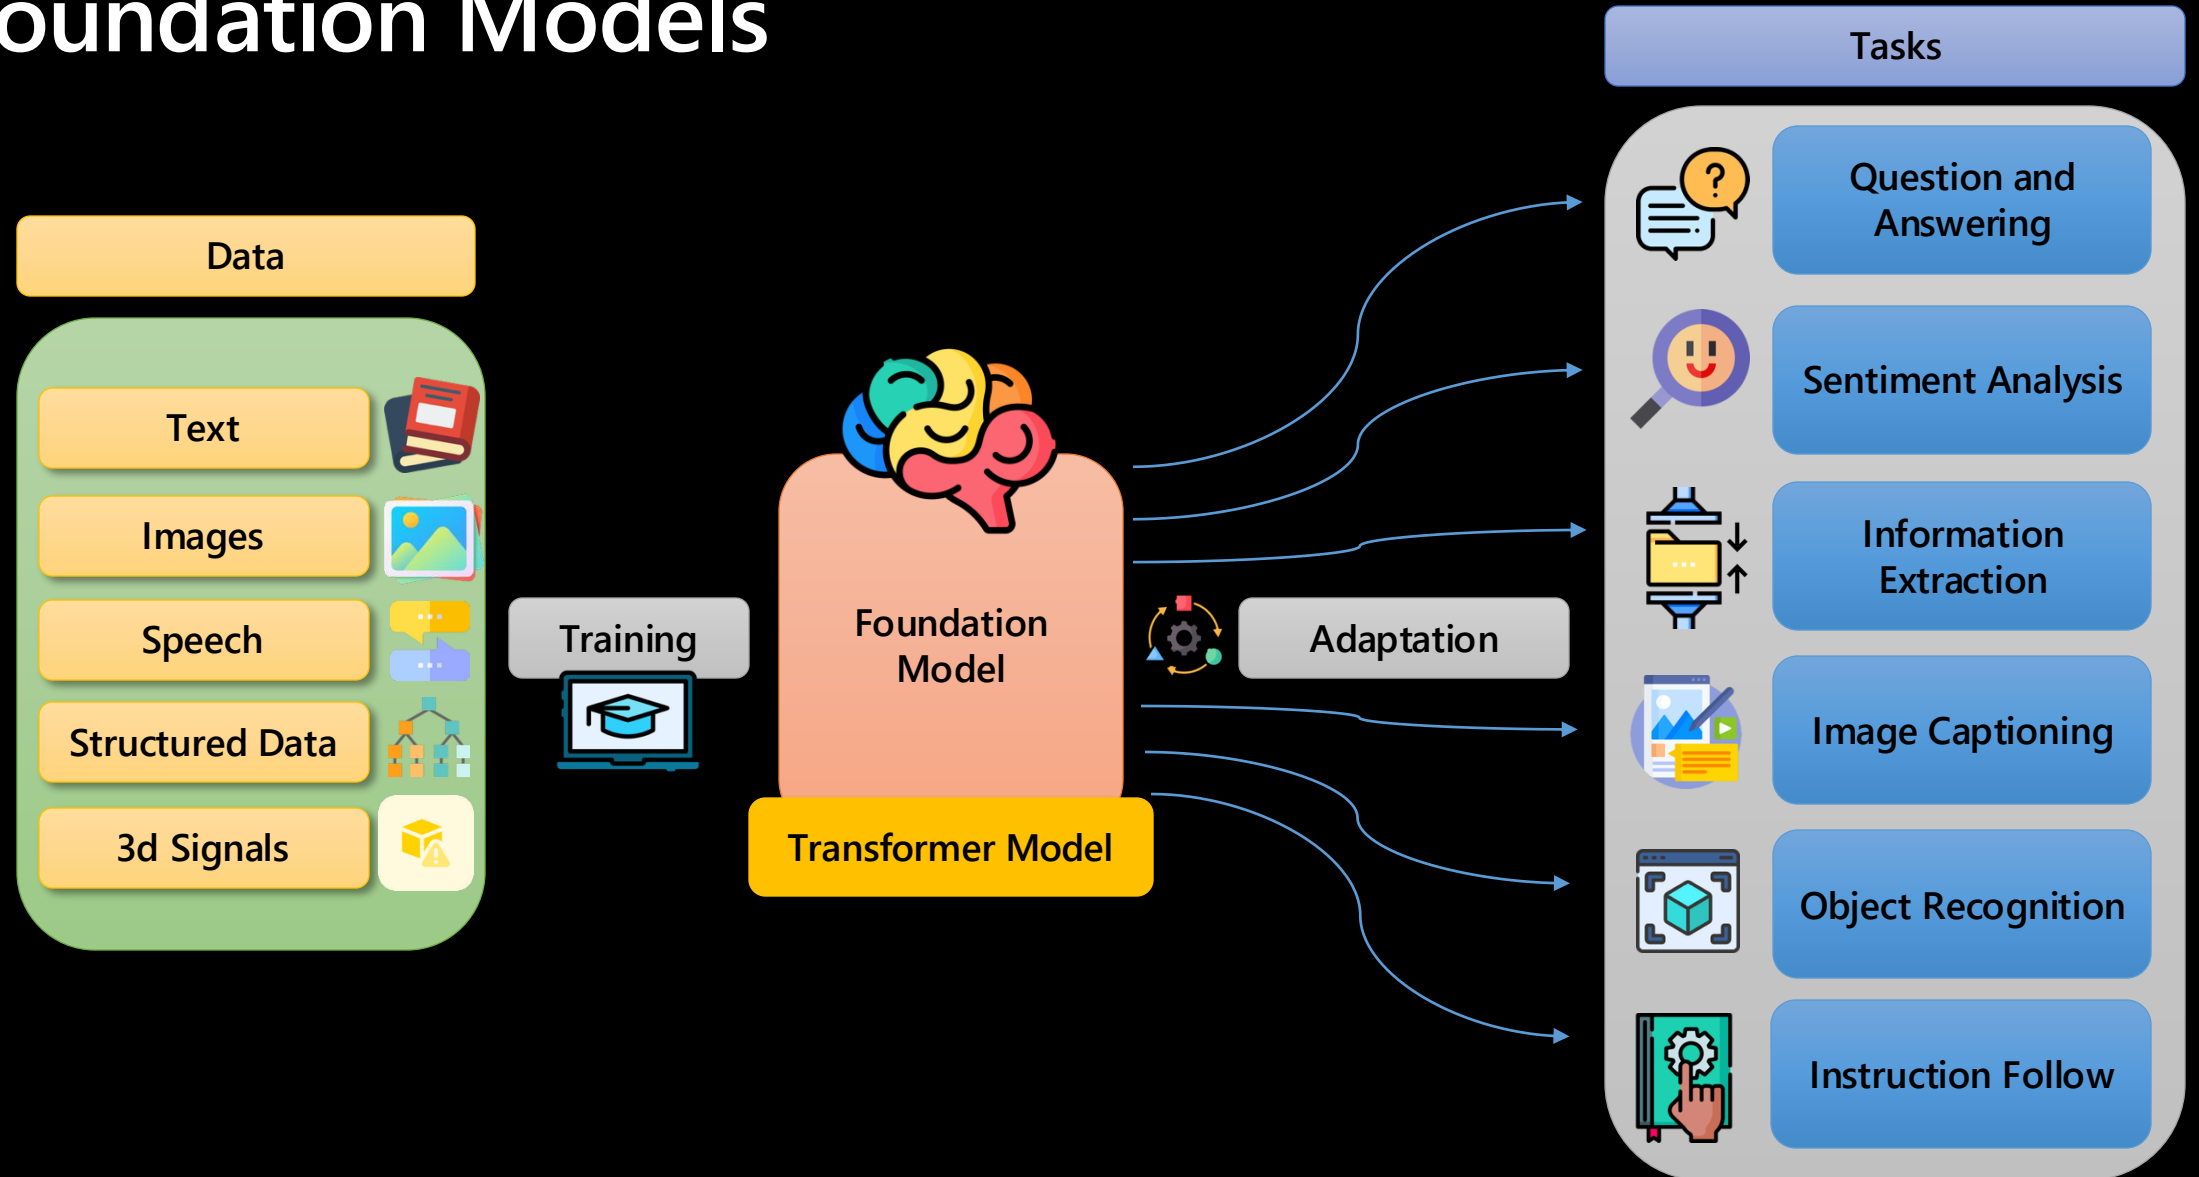 oundation Models
Tasks
Question and
Answering
Data
Sentiment Analysis
Text
Images
Information
Extraction
Speech
Training
Foundation
Model
Adaptation
Structured Data
Image Captioning
3d Signals
Transformer Model
Object Recognition
Instruction Follow